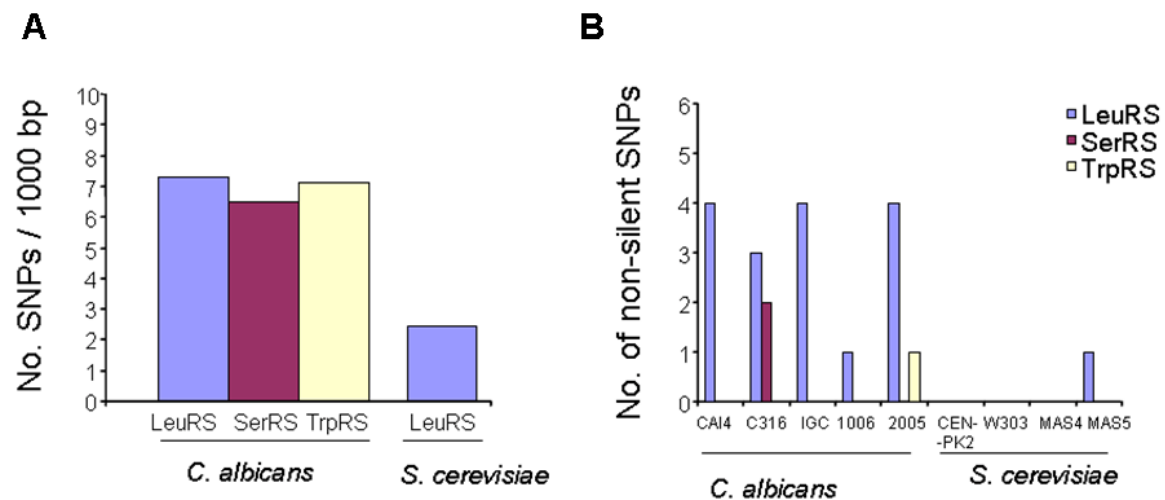 A
No. SNPs / 1000 bp
10
9
8
7
6
5
4
3
2
1
0
LeuRS SerRS TrpRS LeuRS
C. albicans S. cerevisiae
B
No. of non-silent SNPs
6
5
4
3
2
1
0
LeuRS
SerRS
TrpRS
CAI4 C316 IGC 1006 2005 CEN- W303 MAS4 MAS5
-PK2
C. albicans S. cerevisiae